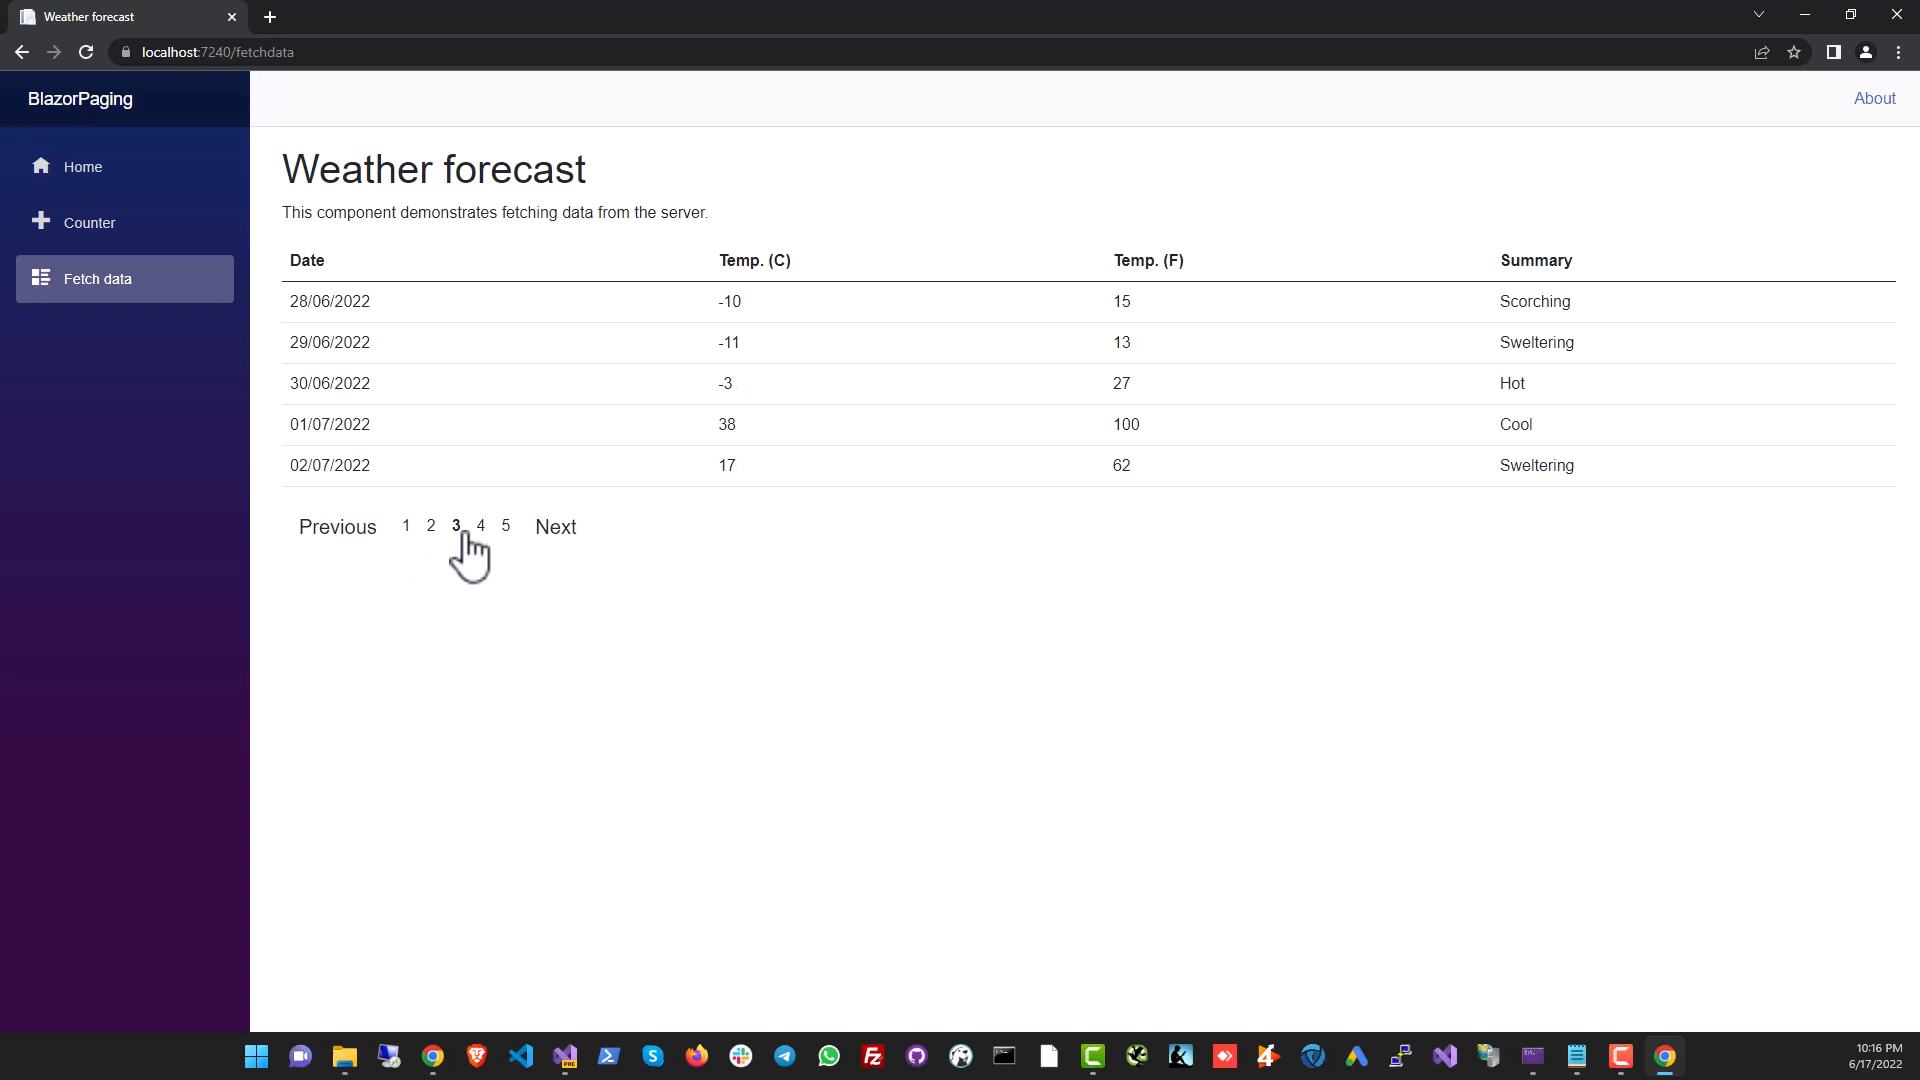 Weather forecast
localhost:7240/fetchdata
BlazorPaging
About
Home
Counter
Fetch data
Weather forecast
This component demonstrates fetching data from the server.
Date Temp. (C) Temp. (F) Summary
28/06/2022 -10 15 Scorching
29/06/2022 -11 13 Sweltering
30/06/2022 -3 27 Hot
01/07/2022 38 100 Cool
02/07/2022 17 62 Sweltering
Previous 1 2 3 4 5 Next
10:16 PM
6/17/2022